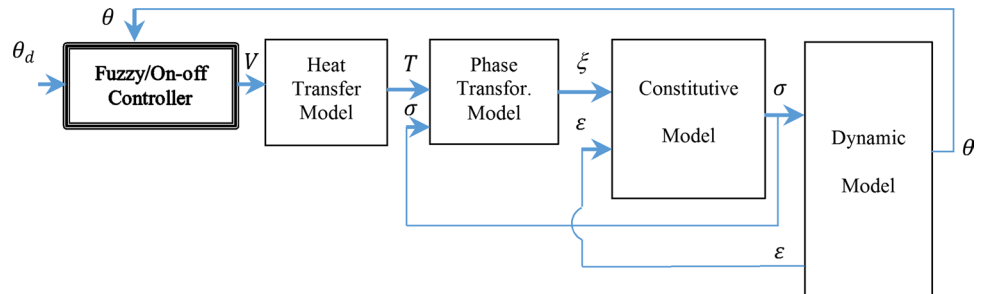 θ
θd
Fuzzy/On-off
Controller
V
Heat
Transfer
Model
T
σ
Phase
Transfor.
Model
ξ
ε
Constitutive
Model
σ
Dynamic
Model
θ
ε